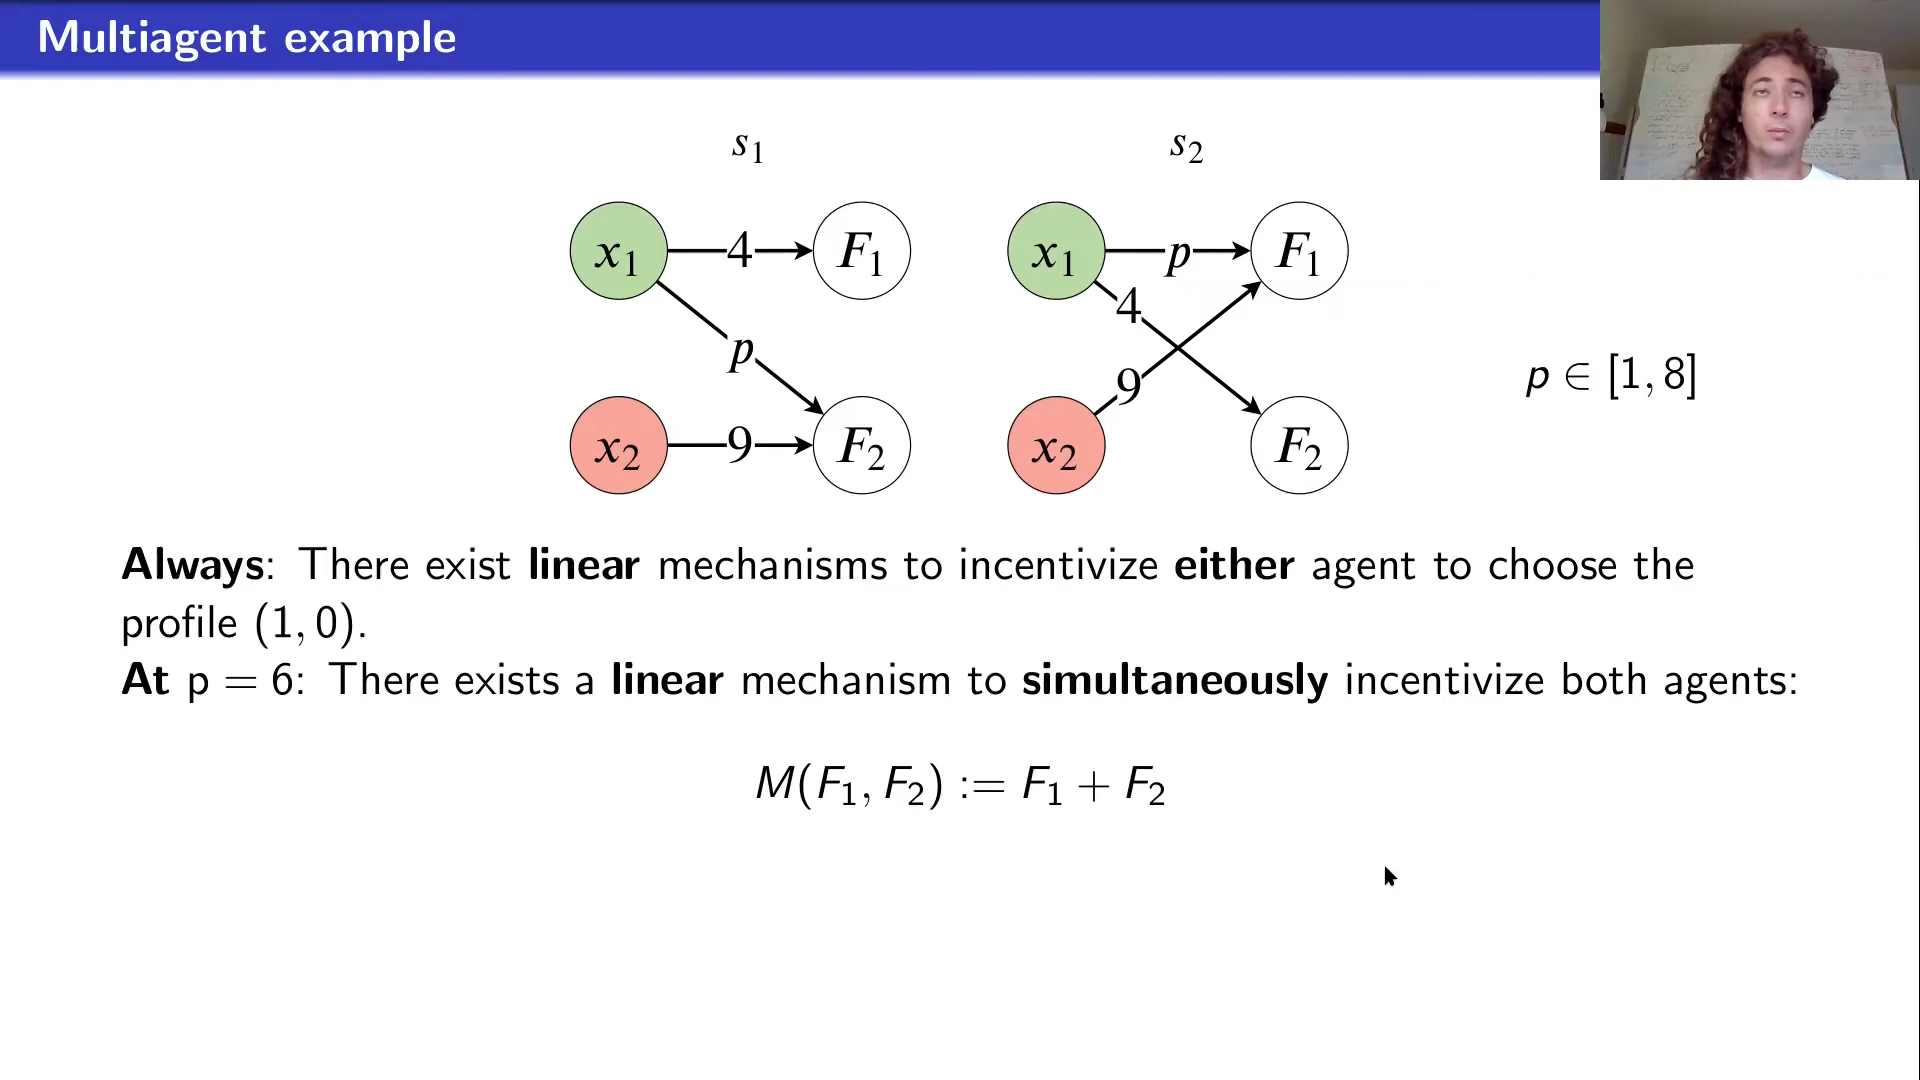 Multiagent example
s₁ s₂
x₁ 4 F₁ x₁ p F₁
4
p p ∈ [1, 8]
9
x₂ 9 F₂ x₂ F₂
Always: There exist linear mechanisms to incentivize either agent to choose the
profile (1, 0).
At p = 6: There exists a linear mechanism to simultaneously incentivize both agents:
M(F₁, F₂) := F₁ + F₂